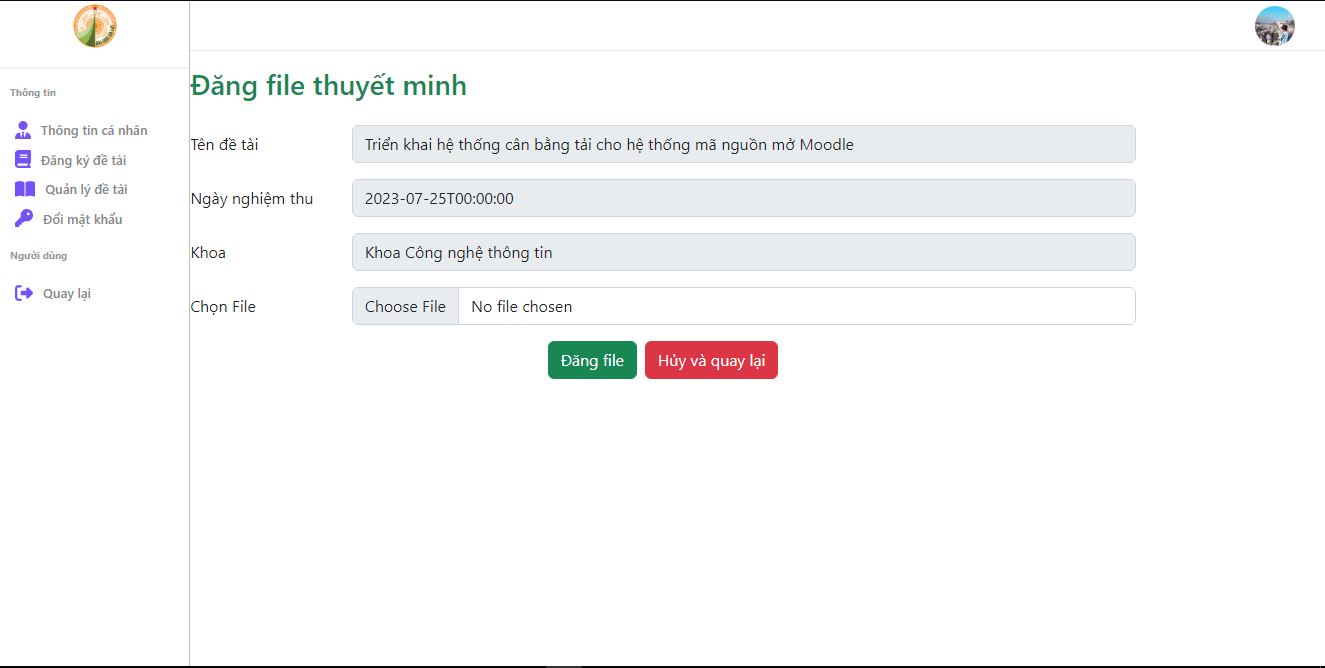 Thông tin
Thông tin cá nhân
Đăng ký đề tài
Quản lý đề tài
Đổi mật khẩu
Người dùng
Quay lại
Đăng file thuyết minh
Tên đề tài
Triển khai hệ thống cân bằng tải cho hệ thống mã nguồn mở Moodle
Ngày nghiệm thu
2023-07-25T00:00:00
Khoa
Khoa Công nghệ thông tin
Chọn File
Choose File No file chosen
Đăng file Hủy và quay lại